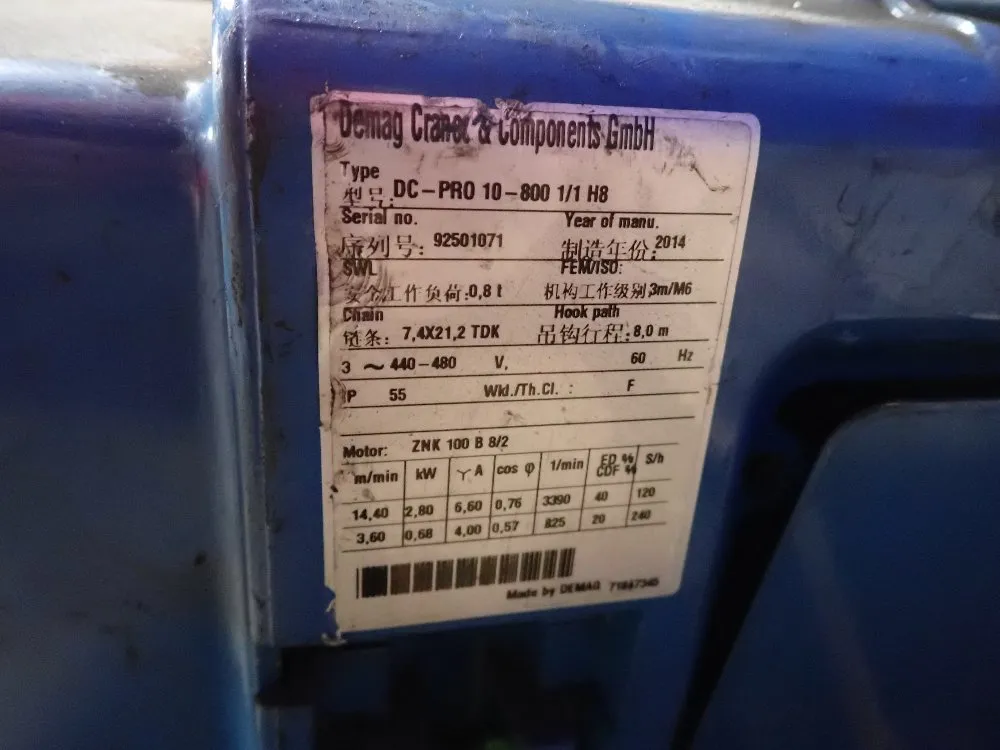 Demag Cranes & Components GmbH
Type
型号: DC-PRO 10-800 1/1 H8
Serial no. Year of manu.
序列号: 92501071 制造年份: 2014
SWL FEM/ISO:
安全工作负荷: 0,8 t 机构工作级别 3m/M6
Chain Hook path
链条: 7,4X21,2 TDK 吊钩行程: 8,0 m
3 ~ 440-480 V, 60 Hz
IP 55 Wkl./Th.Cl. : F
Motor: ZNK 100 B 8/2
m/min kW Y A cos φ 1/min ED % CDF % S/h
14,40 2,80 6,60 0,76 3390 40 120
3,60 0,68 4,00 0,57 825 20 240
Made by DEMAG